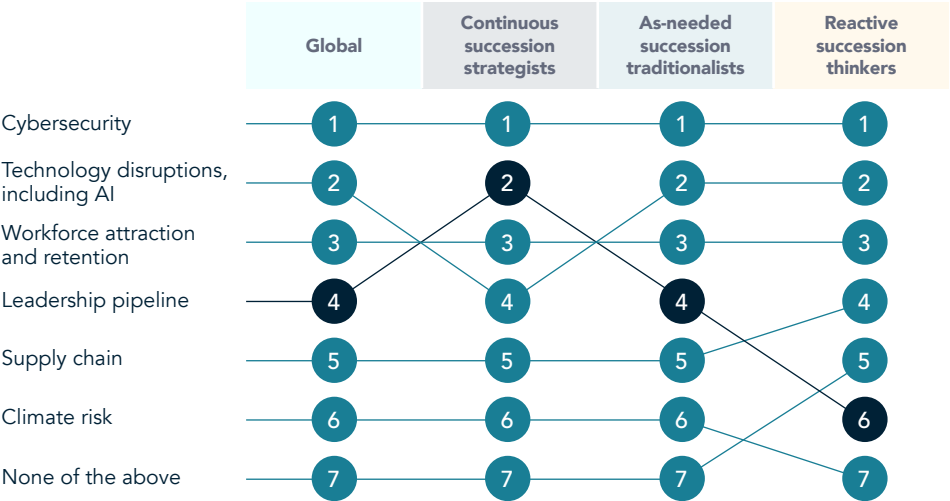 Global
Continuous
succession
strategists
As-needed
succession
traditionalists
Reactive
succession
thinkers
Cybersecurity
1 1 1 1
Technology disruptions,
including AI
2 2 2 2
Workforce attraction
and retention
3 3 3 3
Leadership pipeline
4 4 4 4
Supply chain
5 5 5 5
Climate risk
6 6 6 6
None of the above
7 7 7 7